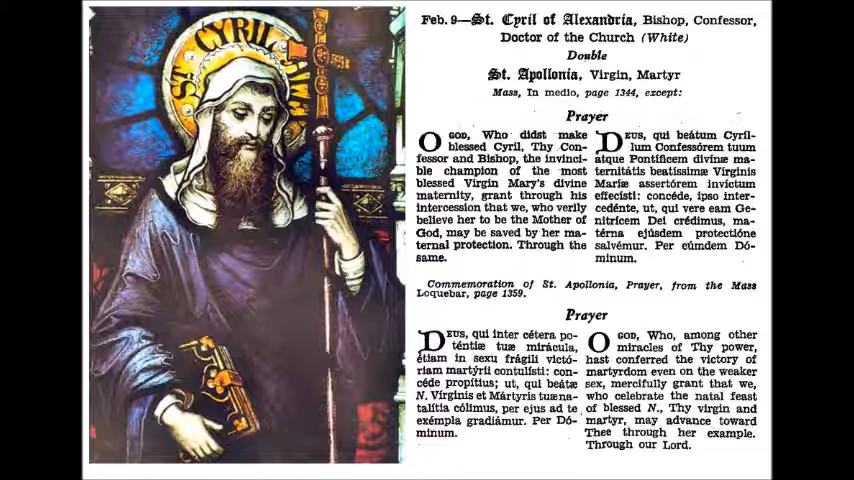 ST CYRIL
Feb. 9—St. Cyril of Alexandria, Bishop, Confessor,
Doctor of the Church (White)
Double
St. Apollonia, Virgin, Martyr
Mass, In medio, page 1344, except:
Prayer
O GOD, Who didst make
blessed Cyril, Thy Con-
fessor and Bishop, the invinci-
ble champion of the most
blessed Virgin Mary's divine
maternity, grant through his
intercession that we, who verily
believe her to be the Mother of
God, may be saved by her ma-
ternal protection. Through the
same.
DEUS, qui beátum Cyríl-
lum Confessórem tuum
atque Pontíficem divínæ ma-
ternitátis beatíssimæ Vírginis
Maríæ assertórem invíctum
effecísti: concéde, ipso inter-
cedénte, ut, qui vere eam Ge-
nitrícem Dei crédimus, ma-
térna ejúsdem protectióne
salvémur. Per eúmdem Dó-
minum.
Commemoration of St. Apollonia, Prayer, from the Mass
Loquebar, page 1359.
Prayer
DEUS, qui inter cétera po-
téntiæ tuæ mirácula,
étiam in sexu frágili victó-
riam martýrii contulísti: con-
céde propítius; ut, qui beátæ
N. Vírginis et Mártyris tuæna-
talítia cólimus, per ejus ad te
exémpla gradiámur. Per Dó-
minum.
O GOD, Who, among other
miracles of Thy power,
hast conferred the victory of
martyrdom even on the weaker
sex, mercifully grant that we,
who celebrate the natal feast
of blessed N., Thy virgin and
martyr, may advance toward
Thee through her example.
Through our Lord.